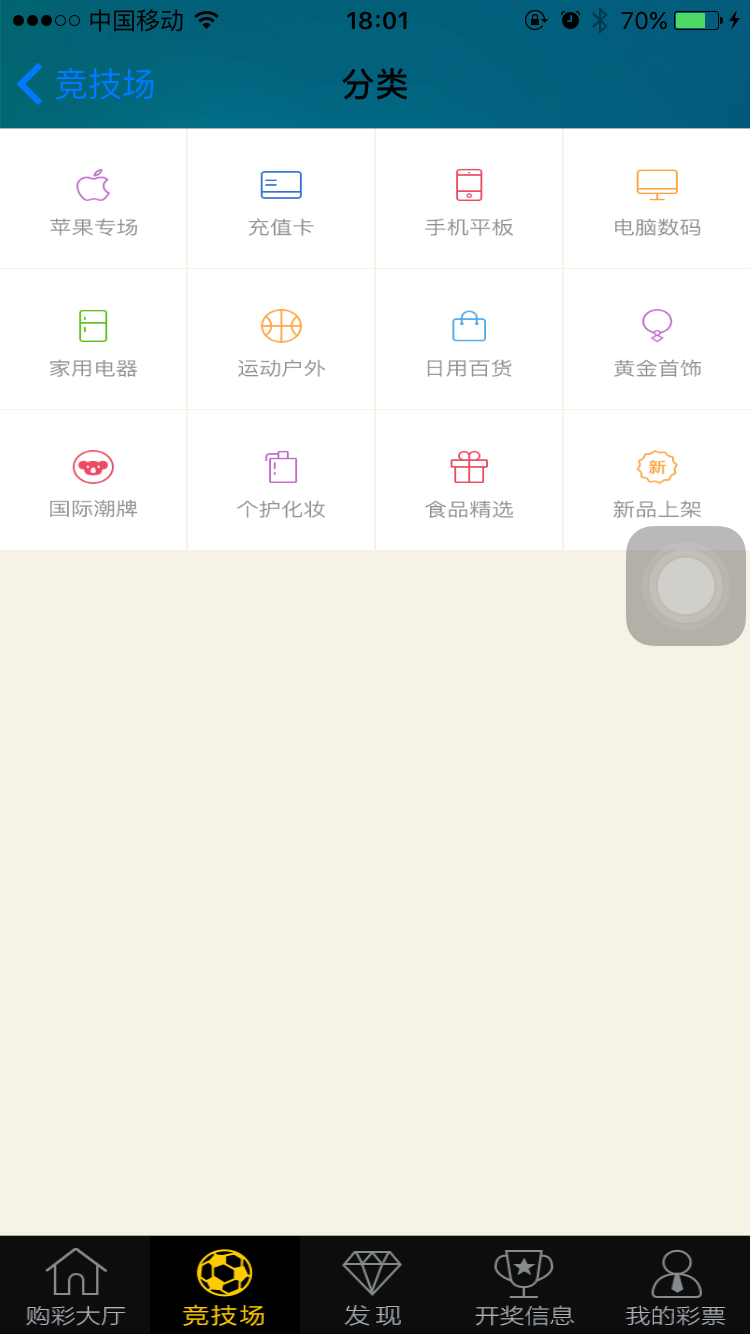 中国移动 18:01 70%
竞技场 分类
苹果专场 充值卡 手机平板 电脑数码
家用电器 运动户外 日用百货 黄金首饰
新
国际潮牌 个护化妆 食品精选 新品上架
购彩大厅 竞技场 发现 开奖信息 我的彩票